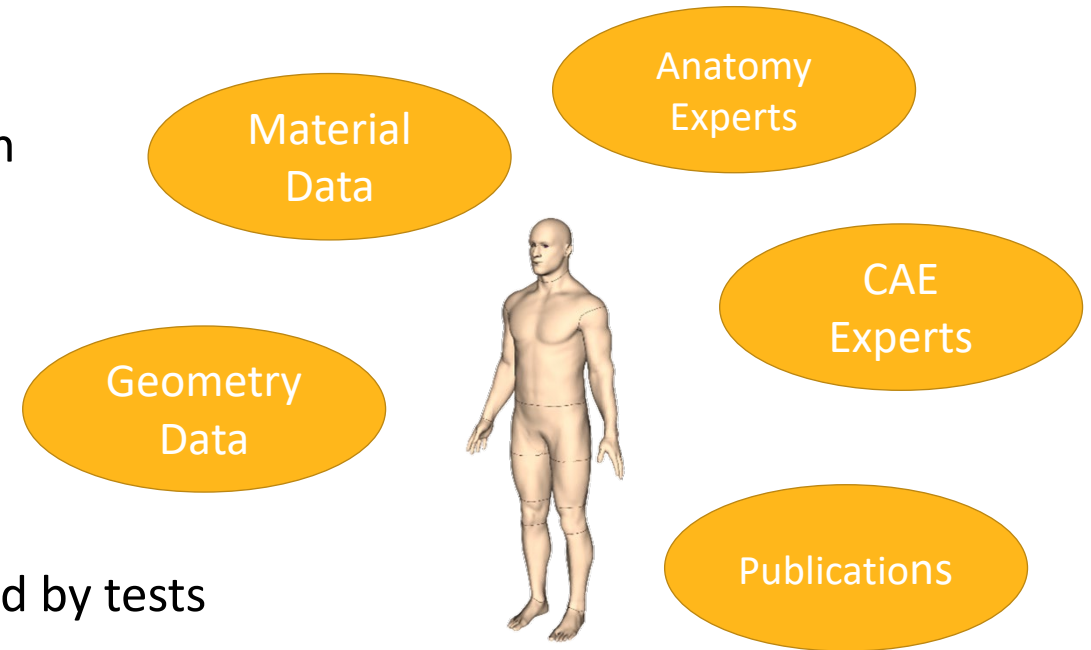 Anatomy
Experts
Material
Data
CAE
Experts
Geometry
Data
Publications
d by tests